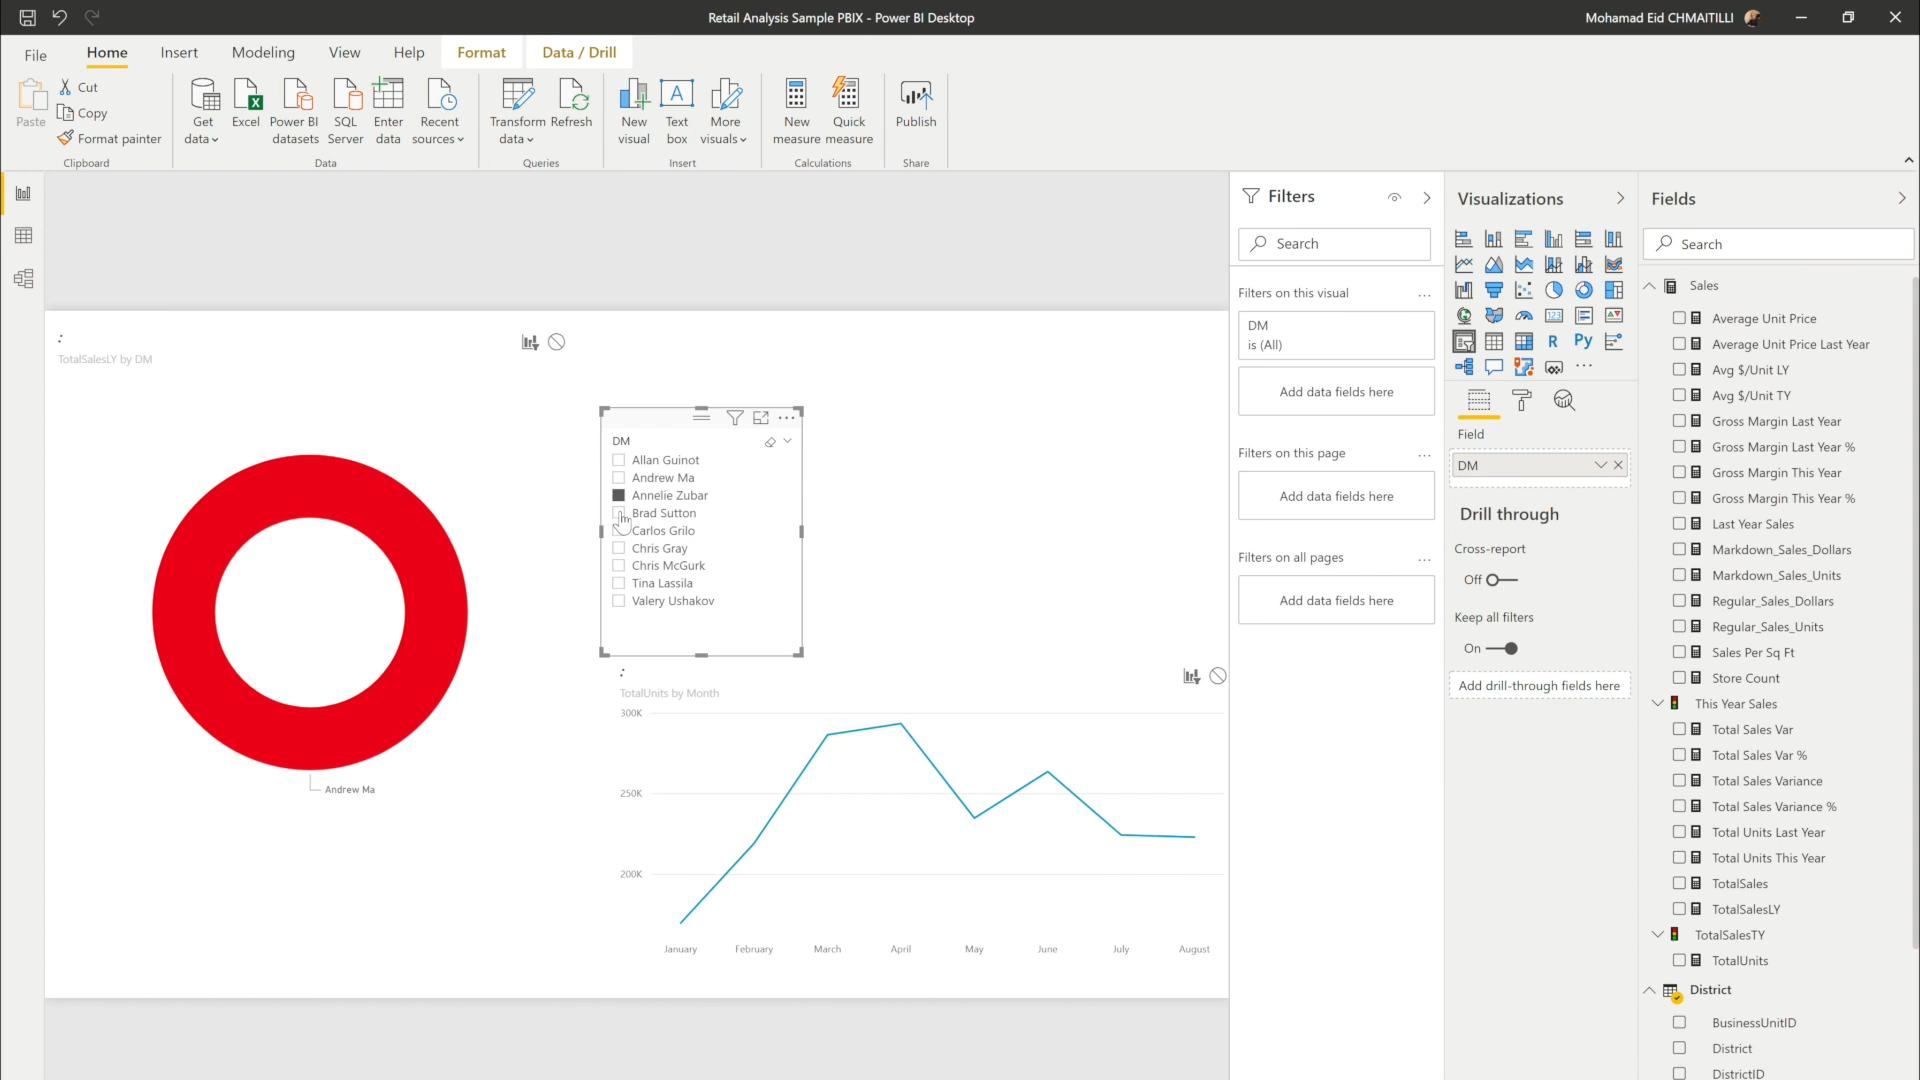 Retail Analysis Sample PBIX - Power BI Desktop
Mohamad Eid CHMAITILLI
File
Home
Insert
Modeling
View
Help
Format
Data / Drill
Paste
Cut
Copy
Format painter
Clipboard
Get data
Excel
Power BI datasets
SQL Server
Enter data
Recent sources
Data
Transform data
Refresh
Queries
New visual
Text box
A
More visuals
Insert
New measure
Quick measure
Calculations
Publish
Share
TotalSalesLY by DM
Andrew Ma
DM
Allan Guinot
Andrew Ma
Annelie Zubar
Brad Sutton
Carlos Grilo
Chris Gray
Chris McGurk
Tina Lassila
Valery Ushakov
TotalUnits by Month
300K
250K
200K
January
February
March
April
May
June
July
August
Filters
Search
Filters on this visual
DM
is (All)
Add data fields here
Filters on this page
Add data fields here
Filters on all pages
Add data fields here
Visualizations
123
R
Py
Field
DM
Drill through
Cross-report
Off
Keep all filters
On
Add drill-through fields here
Fields
Search
Sales
Average Unit Price
Average Unit Price Last Year
Avg $/Unit LY
Avg $/Unit TY
Gross Margin Last Year
Gross Margin Last Year %
Gross Margin This Year
Gross Margin This Year %
Last Year Sales
Markdown_Sales_Dollars
Markdown_Sales_Units
Regular_Sales_Dollars
Regular_Sales_Units
Sales Per Sq Ft
Store Count
This Year Sales
Total Sales Var
Total Sales Var %
Total Sales Variance
Total Sales Variance %
Total Units Last Year
Total Units This Year
TotalSales
TotalSalesLY
TotalSalesTY
TotalUnits
District
BusinessUnitID
District
DistrictID